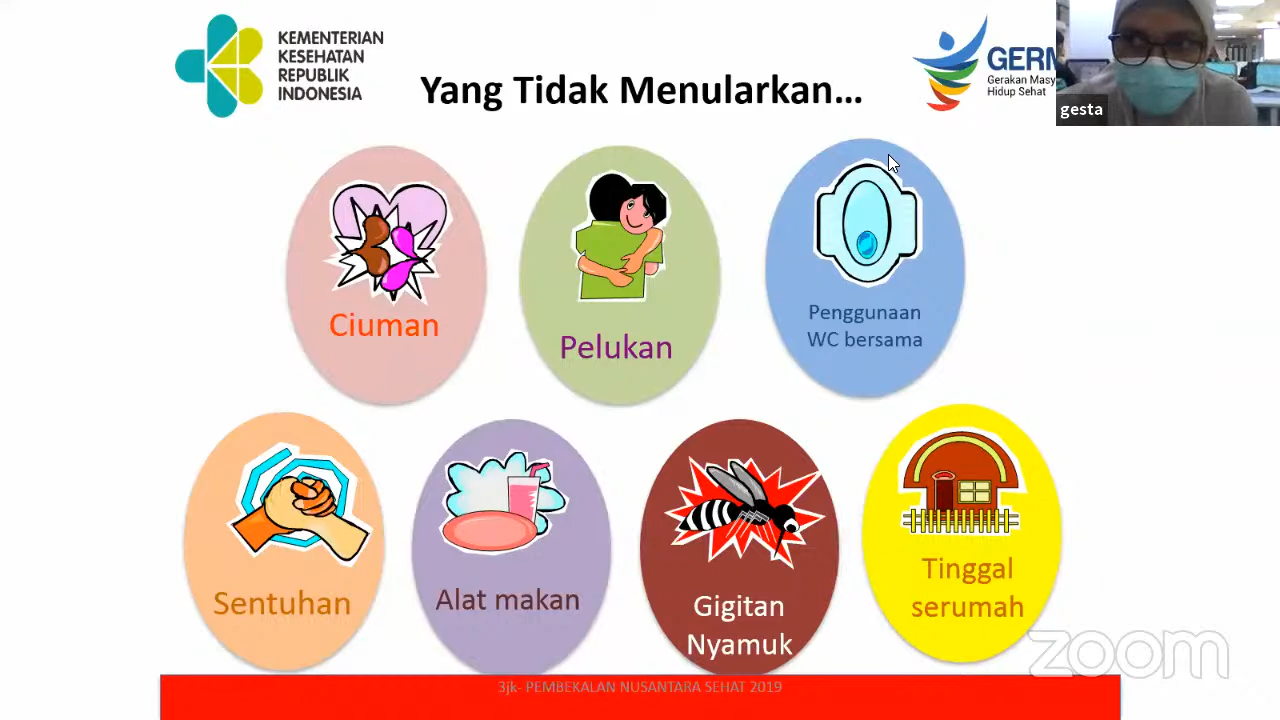 KEMENTERIAN
KESEHATAN
REPUBLIK
INDONESIA
Yang Tidak Menularkan...
GERM
Gerakan Masy
Hidup Sehat
gesta
Ciuman
Pelukan
Penggunaan
WC bersama
Sentuhan
Alat makan
Gigitan
Nyamuk
Tinggal
serumah
zoom
3jk- PEMBEKALAN NUSANTARA SEHAT 2019